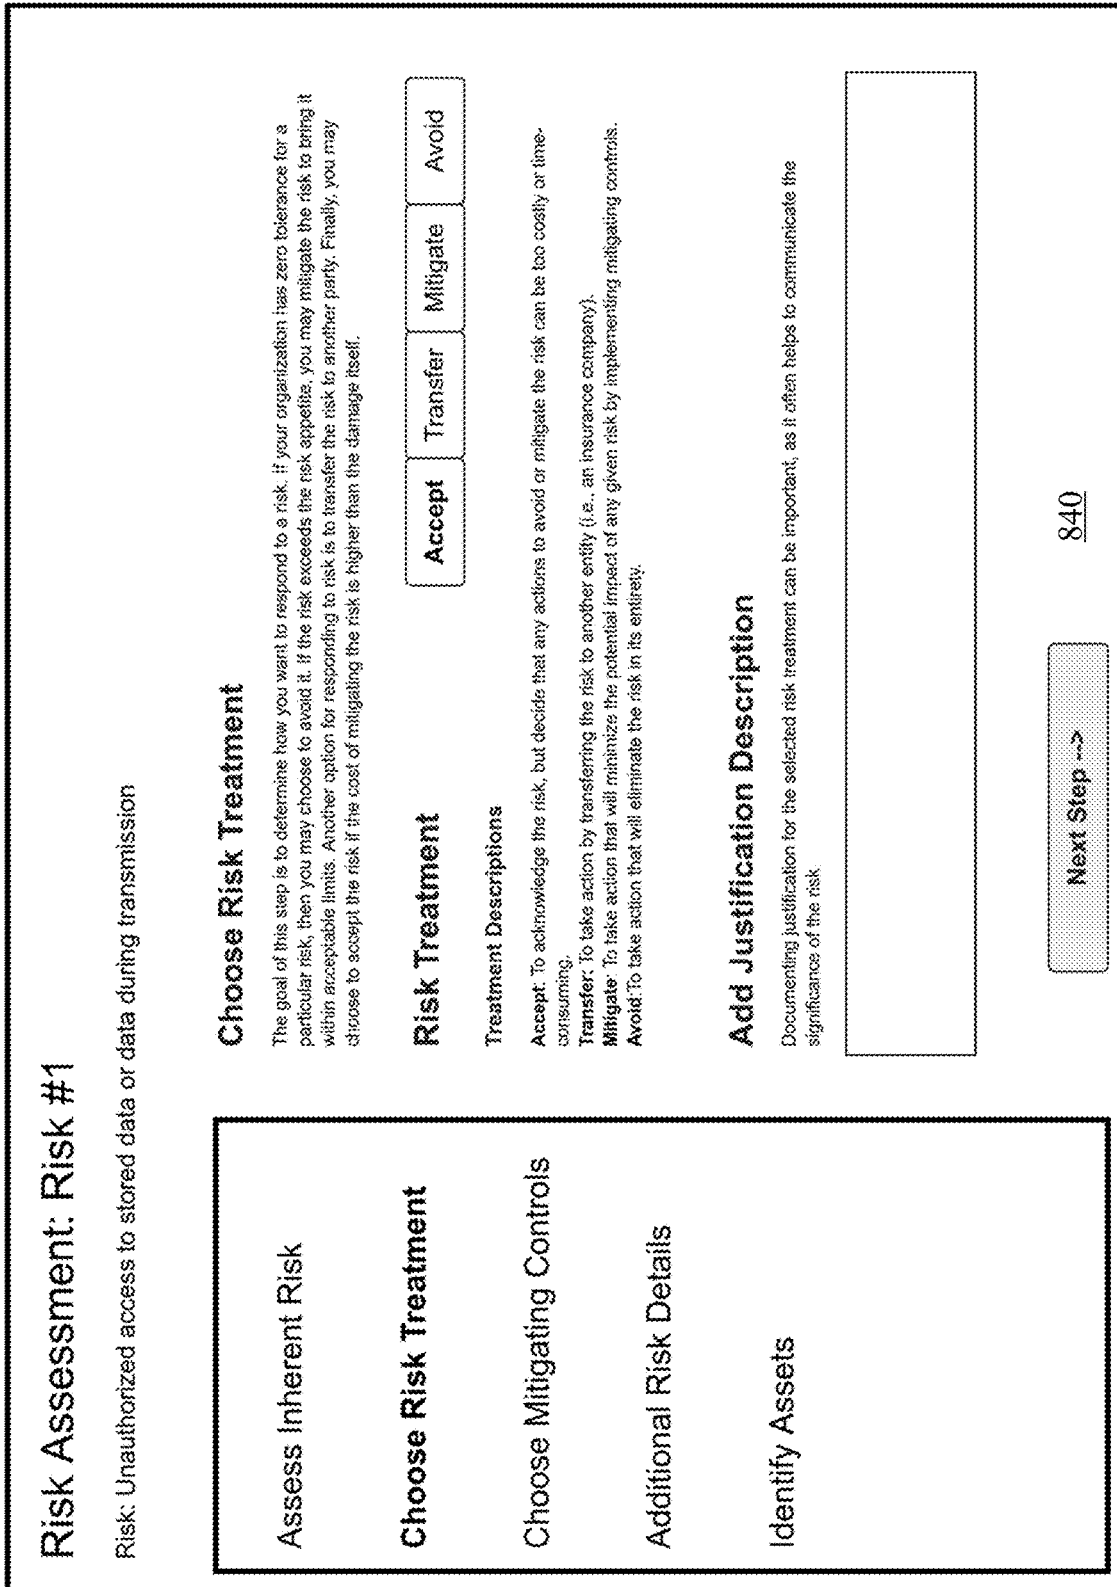 Risk Assessment: Risk #1
Risk: Unauthorized access to stored data or data during transmission
Assess Inherent Risk
Choose Risk Treatment
Choose Mitigating Controls
Additional Risk Details
Identify Assets
Choose Risk Treatment
The goal of this step is to determine how you want to respond to a risk. If your organization has zero tolerance for a
particular risk, then you may choose to avoid it. If the risk exceeds the risk appetite, you may mitigate the risk to bring it
within acceptable limits. Another option for responding to risk is to transfer the risk to another party. Finally, you may
choose to accept the risk if the cost of mitigating the risk is higher than the damage itself.
Risk Treatment
Accept Transfer Mitigate Avoid
Treatment Descriptions
Accept: To acknowledge the risk, but decide that any actions to avoid or mitigate the risk can be too costly or time-
consuming.
Transfer: To take action by transferring the risk to another entity (i.e., an insurance company).
Mitigate: To take action that will minimize the potential impact of any given risk by implementing mitigating controls.
Avoid: To take action that will eliminate the risk in its entirety.
Add Justification Description
Documenting justification for the selected risk treatment can be important, as it often helps to communicate the
significance of the risk
Next Step -->
840